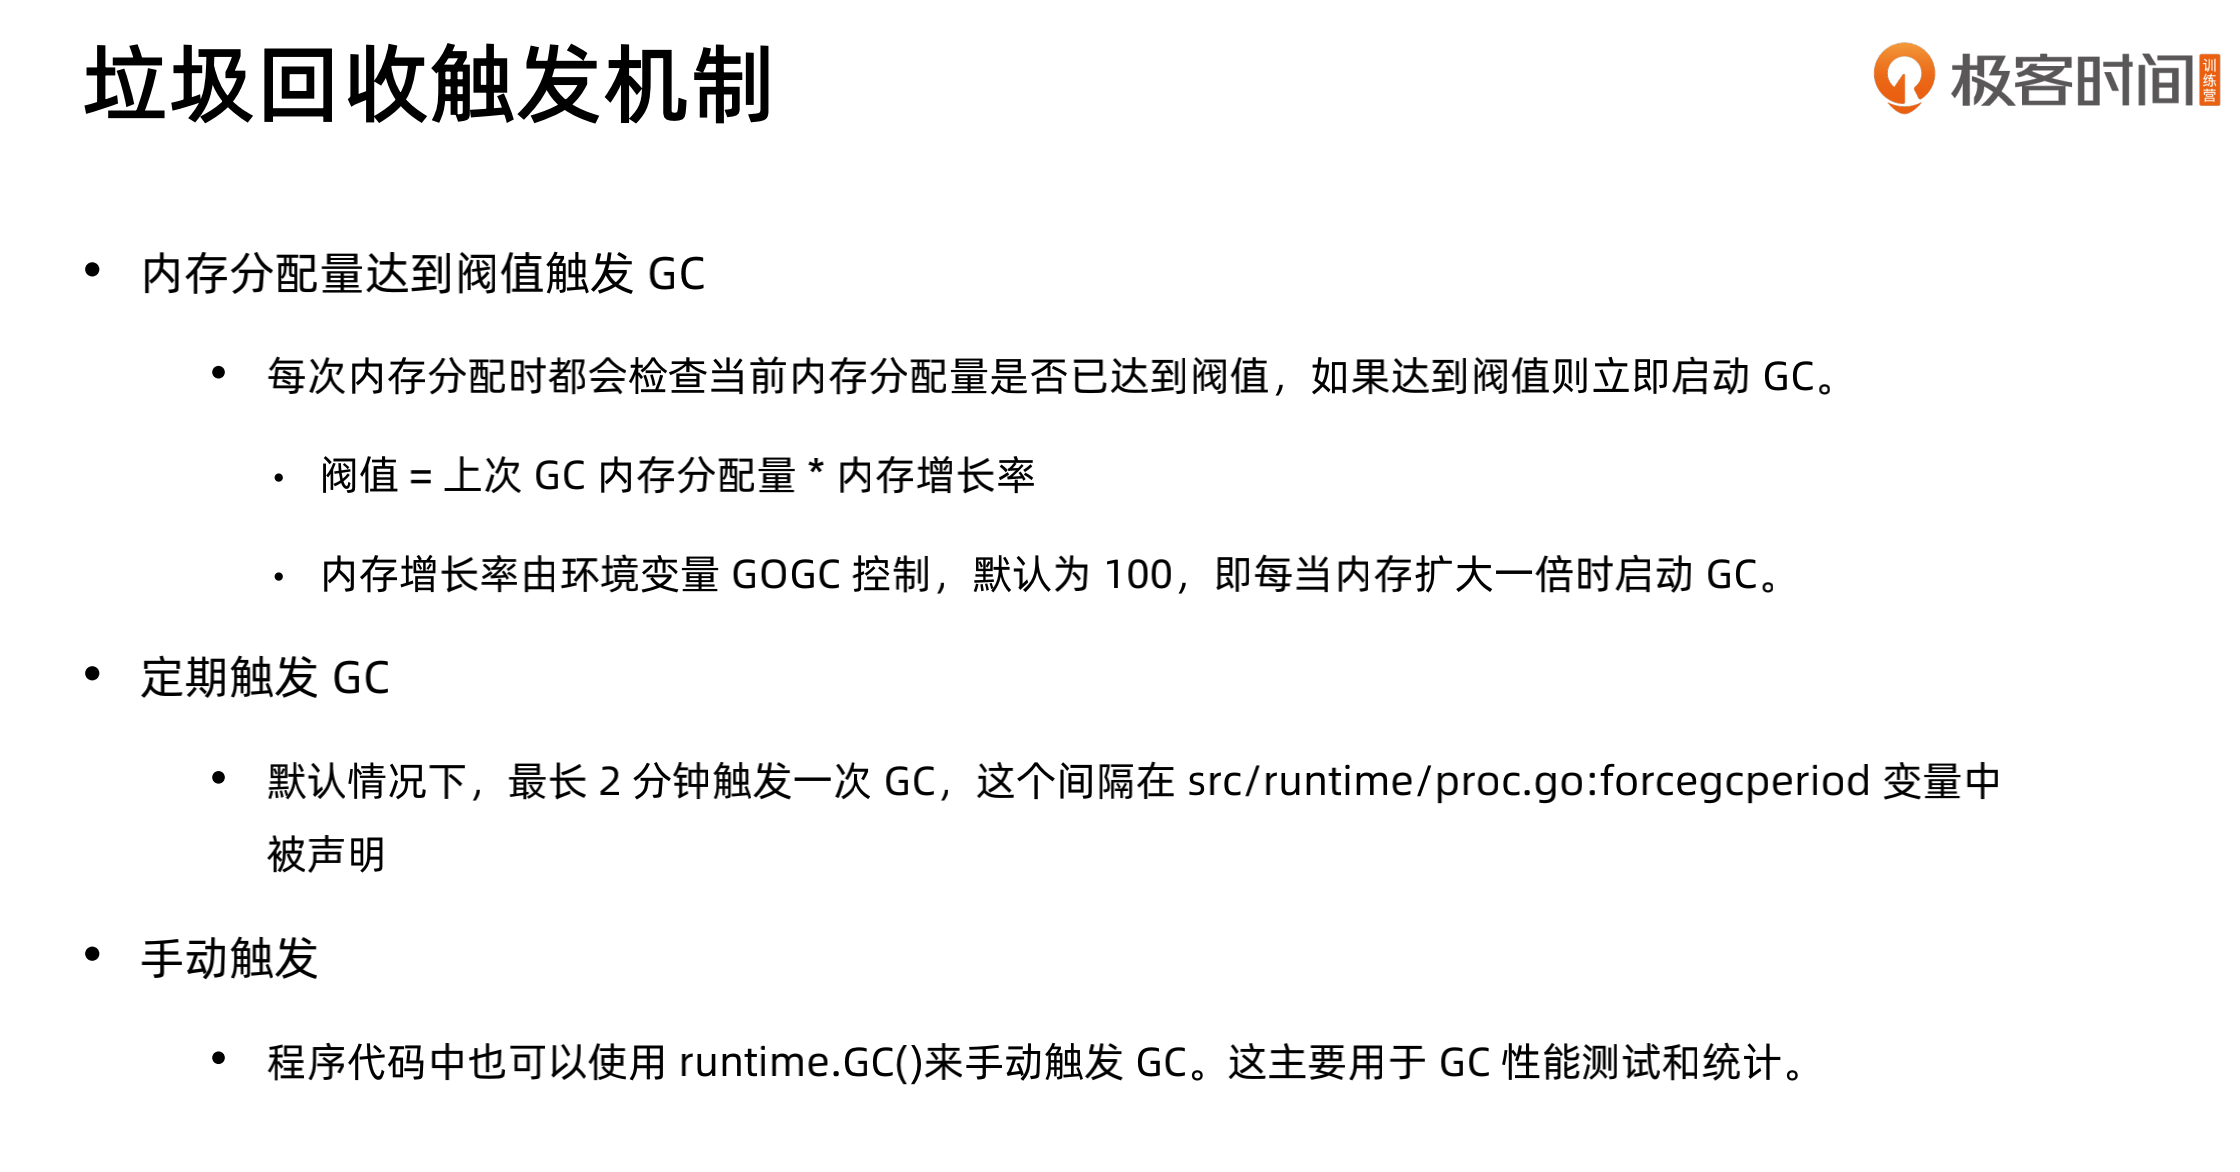 垃圾回收触发机制
极客时间
训练营
• 内存分配量达到阀值触发 GC
• 每次内存分配时都会检查当前内存分配量是否已达到阀值，如果达到阀值则立即启动 GC。
• 阀值 = 上次 GC 内存分配量 * 内存增长率
• 内存增长率由环境变量 GOGC 控制，默认为 100，即每当内存扩大一倍时启动 GC。
• 定期触发 GC
• 默认情况下，最长 2 分钟触发一次 GC，这个间隔在 src/runtime/proc.go:forcegcperiod 变量中
被声明
• 手动触发
• 程序代码中也可以使用 runtime.GC()来手动触发 GC。这主要用于 GC 性能测试和统计。